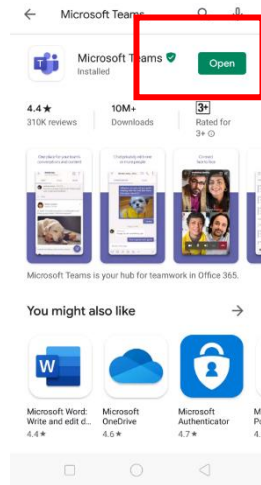 Microsoft Teams
Microsoft Teams
Installed
Open
4.4★
310K reviews
10M+
Downloads
3+
Rated for
3+
Microsoft Teams is your hub for teamwork in Office 365.
You might also like
W
Microsoft Word:
Write and edit d...
4.4★
Microsoft
OneDrive
4.6★
Microsoft
Authenticator
4.7★
M
4.